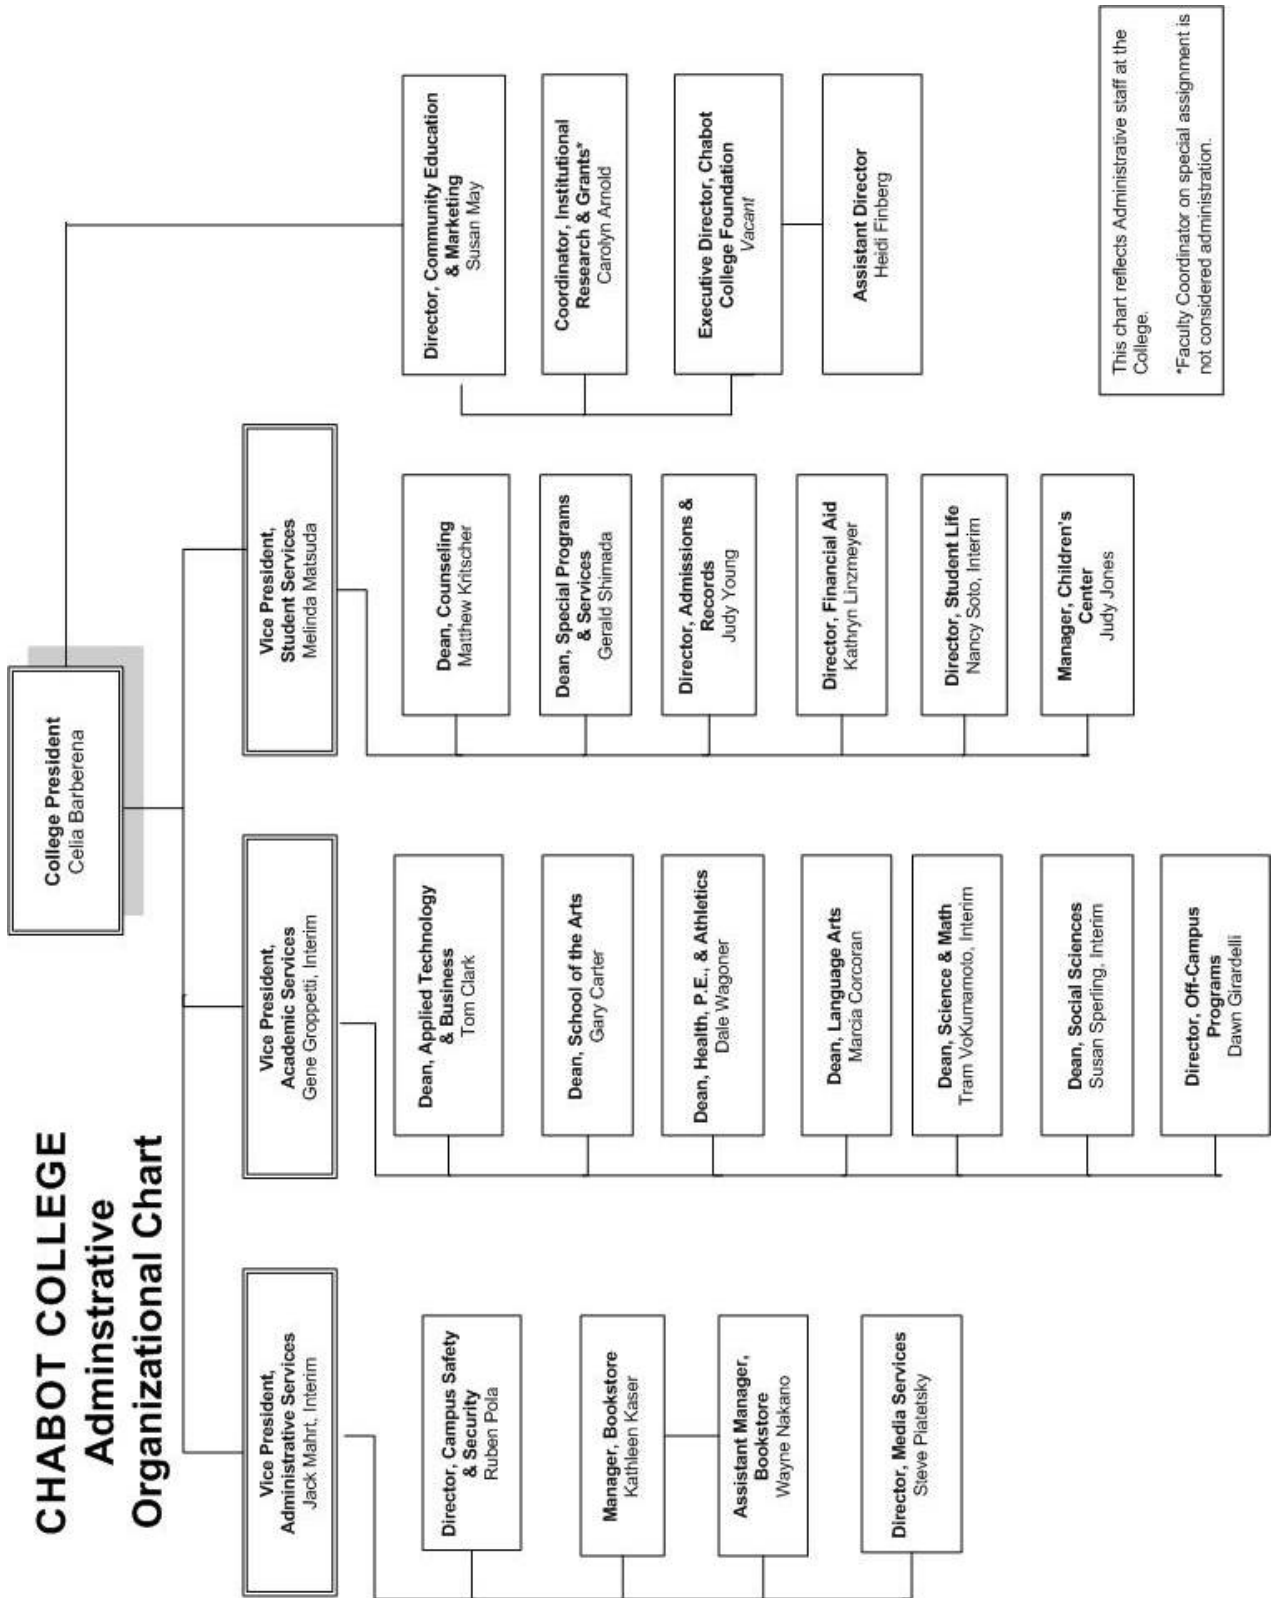 CHABOT COLLEGE
Adminstrative
Organizational Chart
College President
Celia Barberena
Vice President,
Administrative Services
Jack Mahrt, Interim
Director, Campus Safety
& Security
Ruben Pola
Manager, Bookstore
Kathleen Kaser
Assistant Manager,
Bookstore
Wayne Nakano
Director, Media Services
Steve Piatetsky
Vice President,
Academic Services
Gene Groppetti, Interim
Dean, Applied Technology
& Business
Tom Clark
Dean, School of the Arts
Gary Carter
Dean, Health, P.E., & Athletics
Dale Wagoner
Dean, Language Arts
Marcia Corcoran
Dean, Science & Math
Tram VoKumamoto, Interim
Dean, Social Sciences
Susan Sperling, Interim
Director, Off-Campus
Programs
Dawn Girardelli
Vice President,
Student Services
Melinda Matsuda
Dean, Counseling
Matthew Kritscher
Dean, Special Programs
& Services
Gerald Shimada
Director, Admissions &
Records
Judy Young
Director, Financial Aid
Kathryn Linzmeyer
Director, Student Life
Nancy Soto, Interim
Manager, Children's
Center
Judy Jones
Director, Community Education
& Marketing
Susan May
Coordinator, Institutional
Research & Grants*
Carolyn Arnold
Executive Director, Chabot
College Foundation
Vacant
Assistant Director
Heidi Finberg
This chart reflects Administrative staff at the
College.
*Faculty Coordinator on special assignment is
not considered administration.